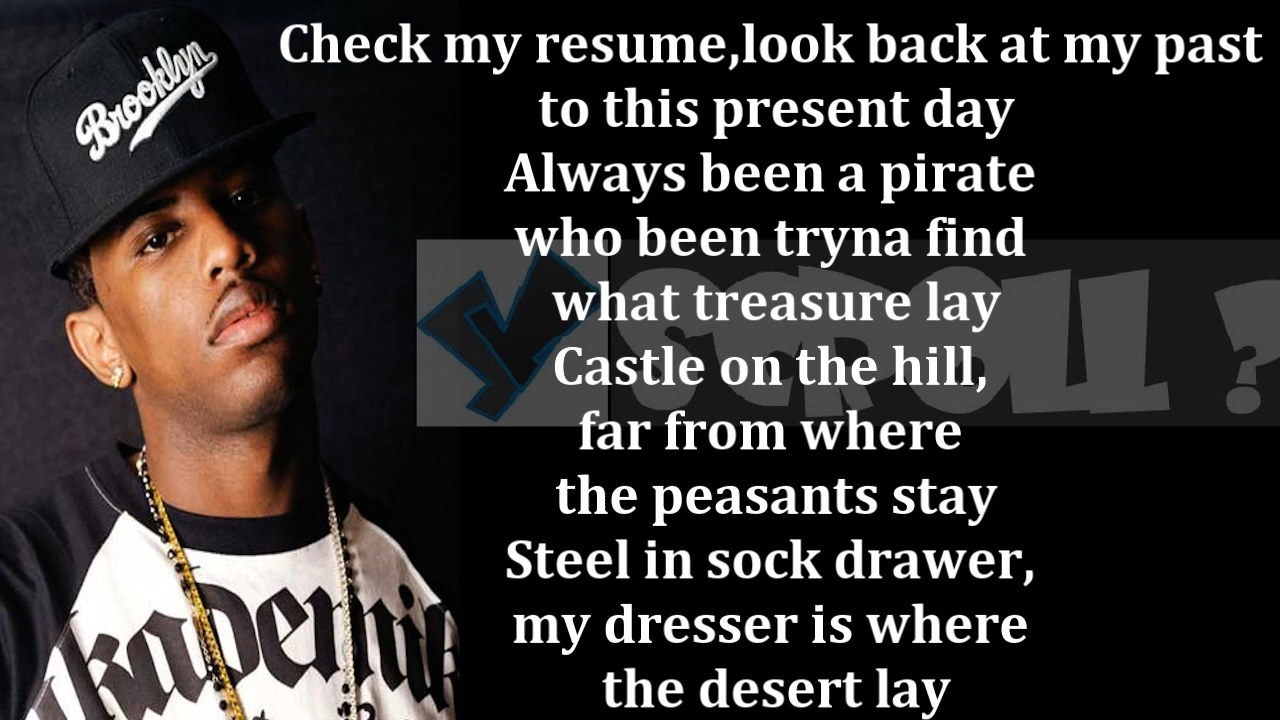 Brooklyn
Check my resume,look back at my past
to this present day
Always been a pirate
who been tryna find
what treasure lay
Castle on the hill,
far from where
the peasants stay
Steel in sock drawer,
my dresser is where
the desert lay
SCROLL ?
akademik